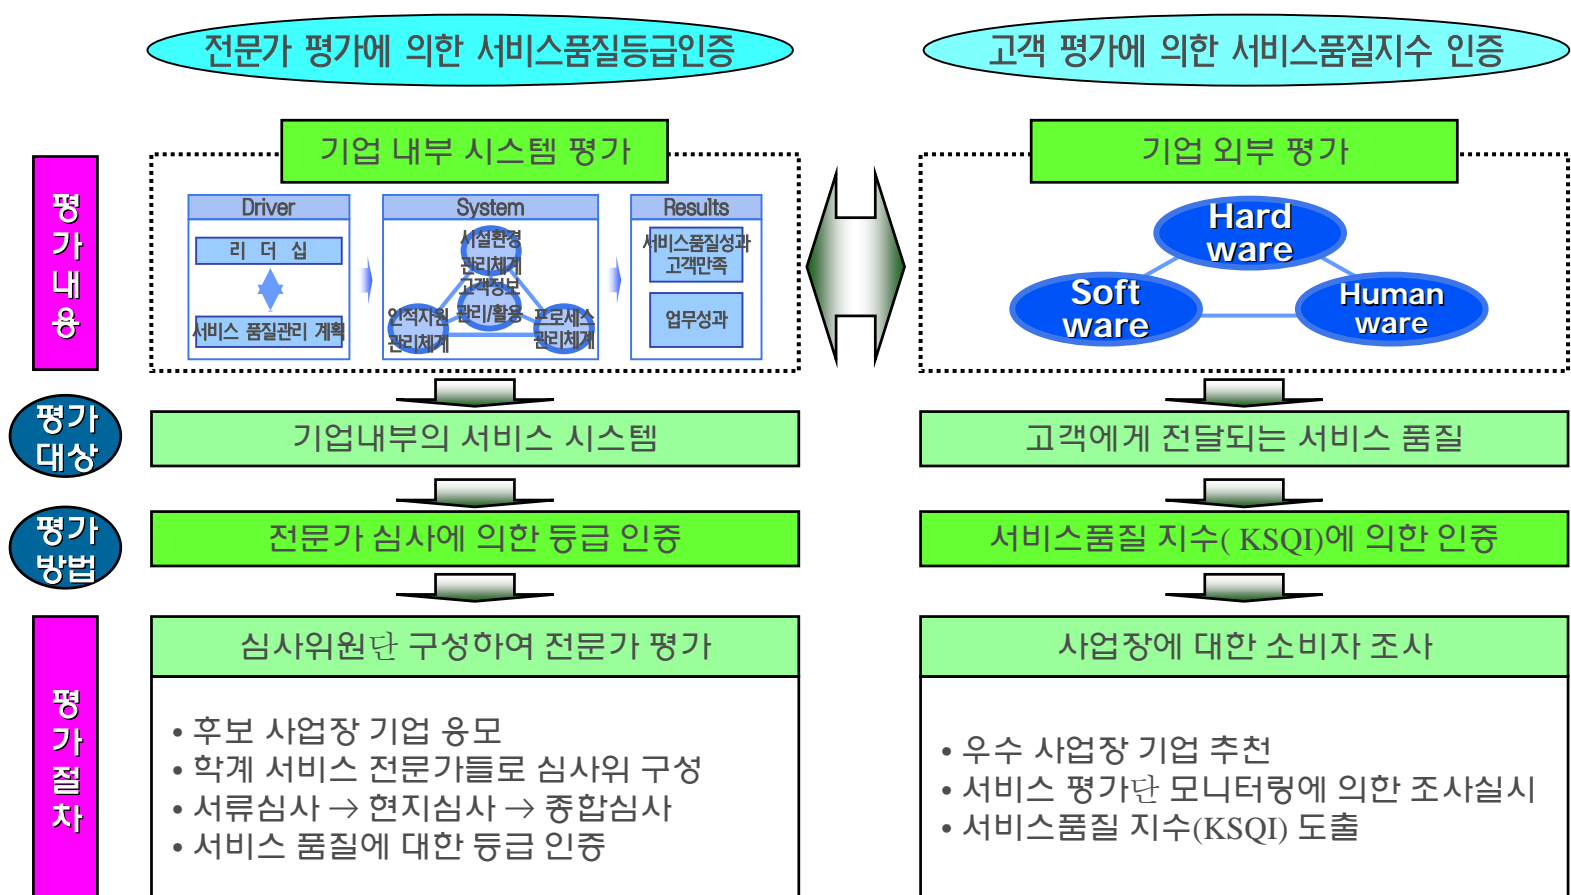 전문가 평가에 의한 서비스품질등급인증
고객 평가에 의한 서비스품질지수 인증
평가내용
기업 내부 시스템 평가
Driver
리 더 십
서비스 품질관리 계획
System
시설환경
관리체계
고객정보
관리/활용
인적자원
관리체계
프로세스
관리체계
Results
서비스품질성과
고객만족
업무성과
기업 외부 평가
Hard
ware
Soft
ware
Human
ware
평가
대상
기업내부의 서비스 시스템
고객에게 전달되는 서비스 품질
평가
방법
전문가 심사에 의한 등급 인증
서비스품질 지수( KSQI)에 의한 인증
평가절차
심사위원단 구성하여 전문가 평가
• 후보 사업장 기업 응모
• 학계 서비스 전문가들로 심사위 구성
• 서류심사 → 현지심사 → 종합심사
• 서비스 품질에 대한 등급 인증
사업장에 대한 소비자 조사
• 우수 사업장 기업 추천
• 서비스 평가단 모니터링에 의한 조사실시
• 서비스품질 지수(KSQI) 도출